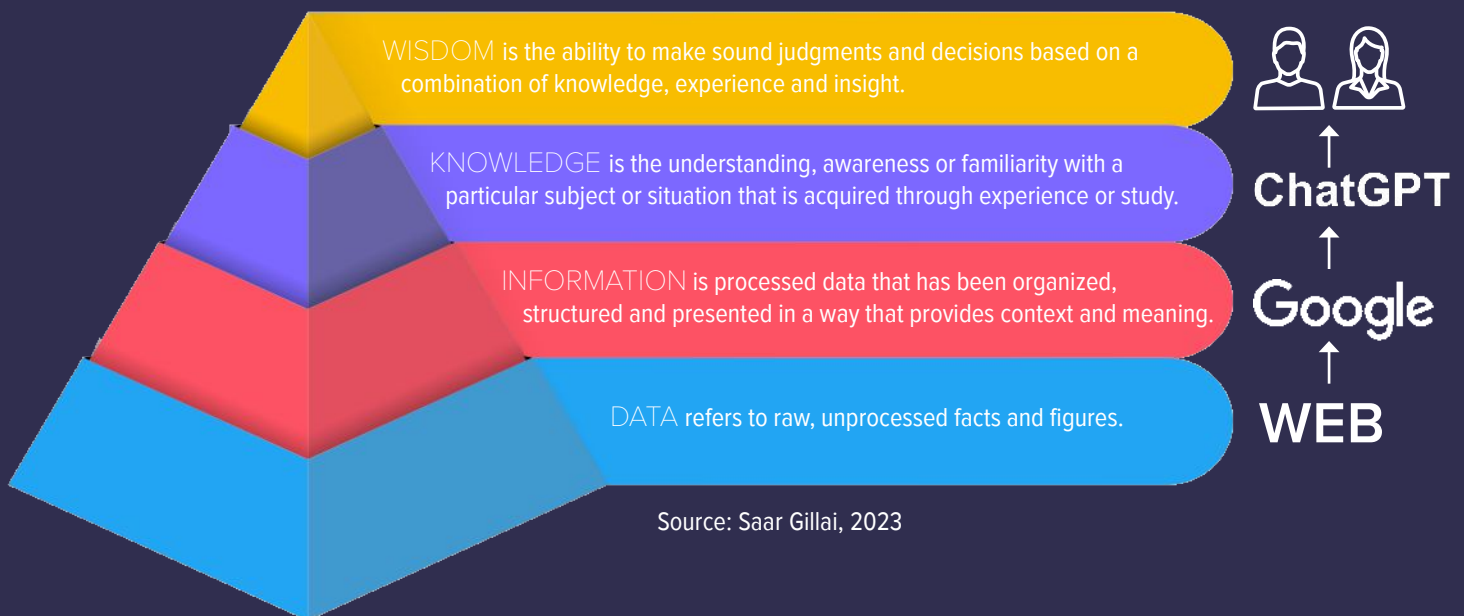 WISDOM is the ability to make sound judgments and decisions based on a
combination of knowledge, experience and insight.
KNOWLEDGE is the understanding, awareness or familiarity with a
particular subject or situation that is acquired through experience or study.
ChatGPT
INFORMATION is processed data that has been organized,
structured and presented in a way that provides context and meaning.
Google
DATA refers to raw, unprocessed facts and figures.
WEB
Source: Saar Gillai, 2023